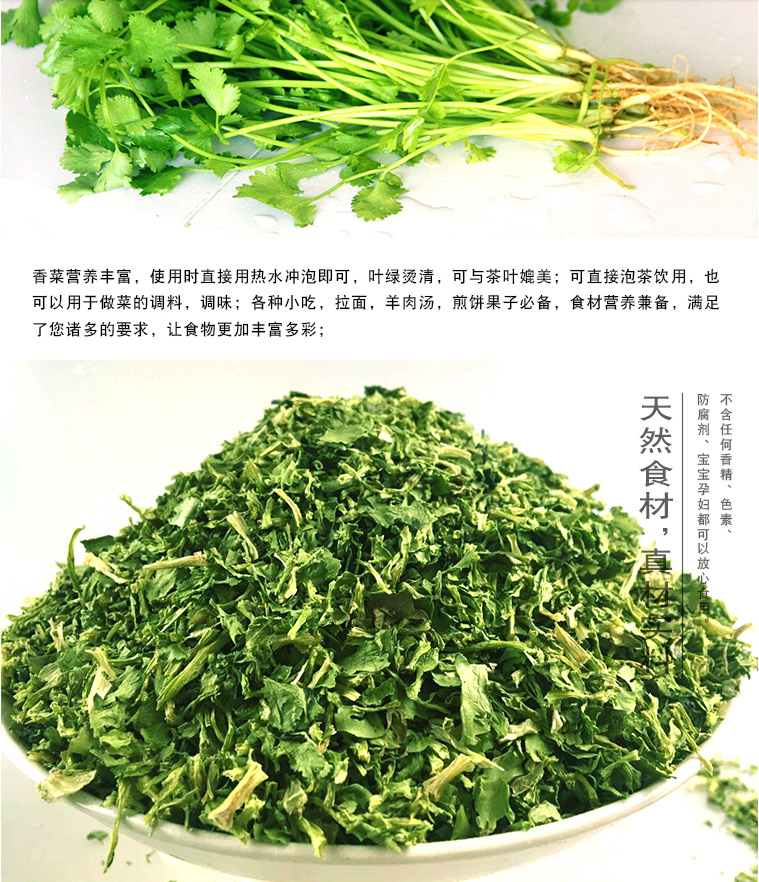 香菜营养丰富，使用时直接用热水冲泡即可，叶绿烫清，可与茶叶媲美；可直接泡茶饮用，也
可以用于做菜的调料，调味；各种小吃，拉面，羊肉汤，煎饼果子必备，食材营养兼备，满足
了您诸多的要求，让食物更加丰富多彩；
不含任何香精、色素、
防腐剂、宝宝孕妇都可以放心食用。
天然食材，真材实料